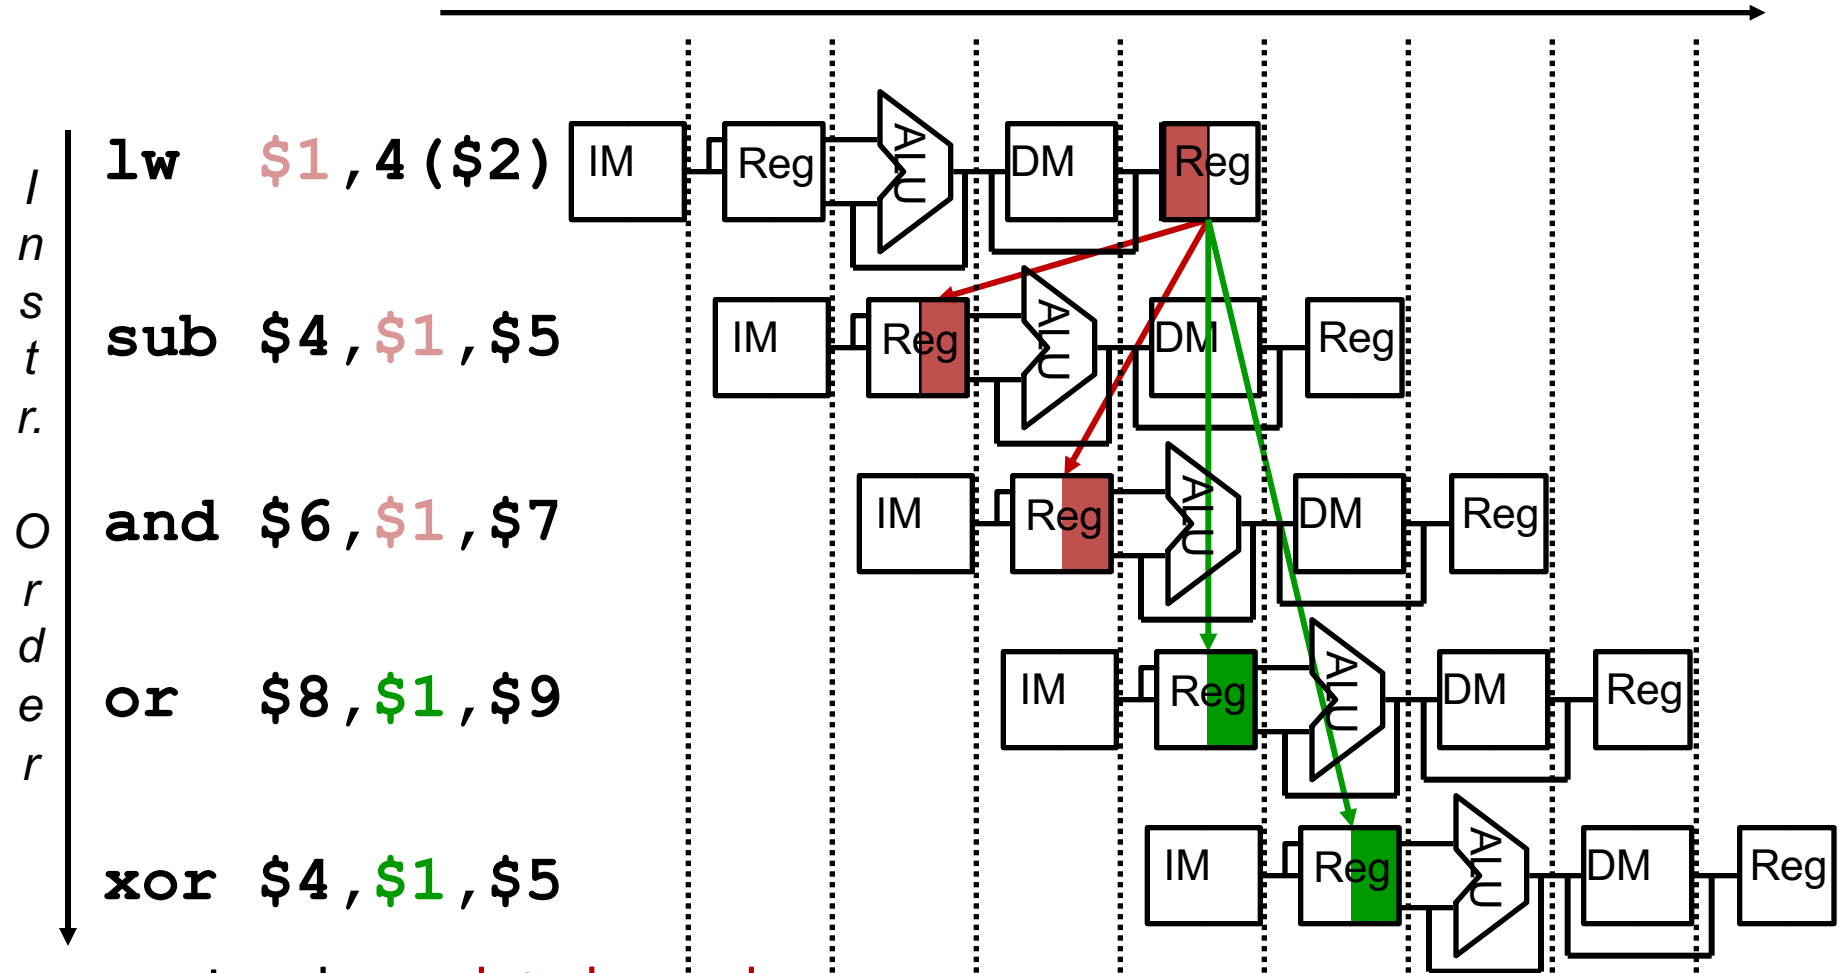 Instr. Order
lw $1,4($2) IM Reg ALU DM Reg
sub $4,$1,$5 IM Reg ALU DM Reg
and $6,$1,$7 IM Reg ALU DM Reg
or $8,$1,$9 IM Reg ALU DM Reg
xor $4,$1,$5 IM Reg ALU DM Reg